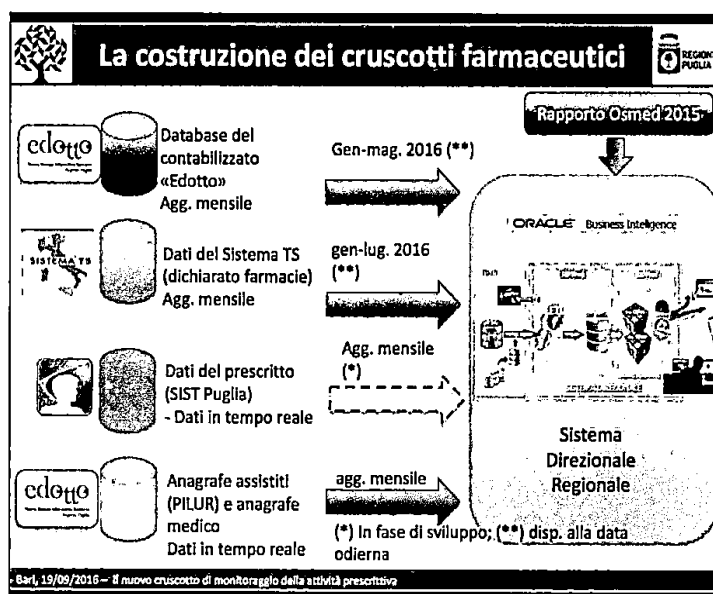 La costruzione dei cruscotti farmaceutici
REGIONE
PUGLIA
Rapporto Osmed 2015
edotto
Database del
contabilizzato
«Edotto»
Agg. mensile
Gen-mag. 2016 (**)
ORACLE Business Intelligence
SISTEMA TS
Dati del Sistema TS
(dichiarato farmacie)
Agg. mensile
gen-lug. 2016
(**)
Dati del prescritto
(SIST Puglia)
- Dati in tempo reale
Agg. mensile
(*)
Sistema
Direzionale
Regionale
edotto
Anagrafe assistiti
(PILUR) e anagrafe
medico
Dati in tempo reale
agg. mensile
(*) In fase di sviluppo; (**) disp. alla data
odierna
- Bari, 19/09/2016 – Il nuovo cruscotto di monitoraggio della attività prescrittiva